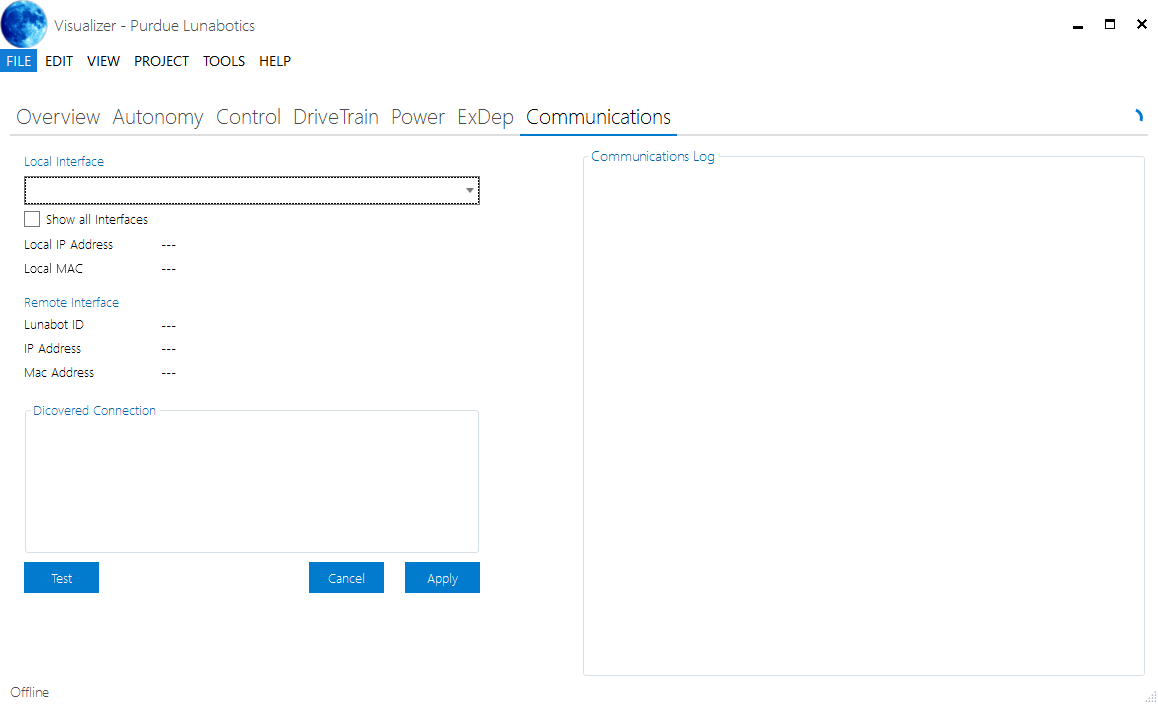 Visualizer - Purdue Lunabotics
FILE EDIT VIEW PROJECT TOOLS HELP
Overview Autonomy Control DriveTrain Power ExDep Communications
Local Interface
Show all Interfaces
Local IP Address ---
Local MAC ---
Remote Interface
Lunabot ID ---
IP Address ---
Mac Address ---
Dicovered Connection
Test Cancel Apply
Communications Log
Offline